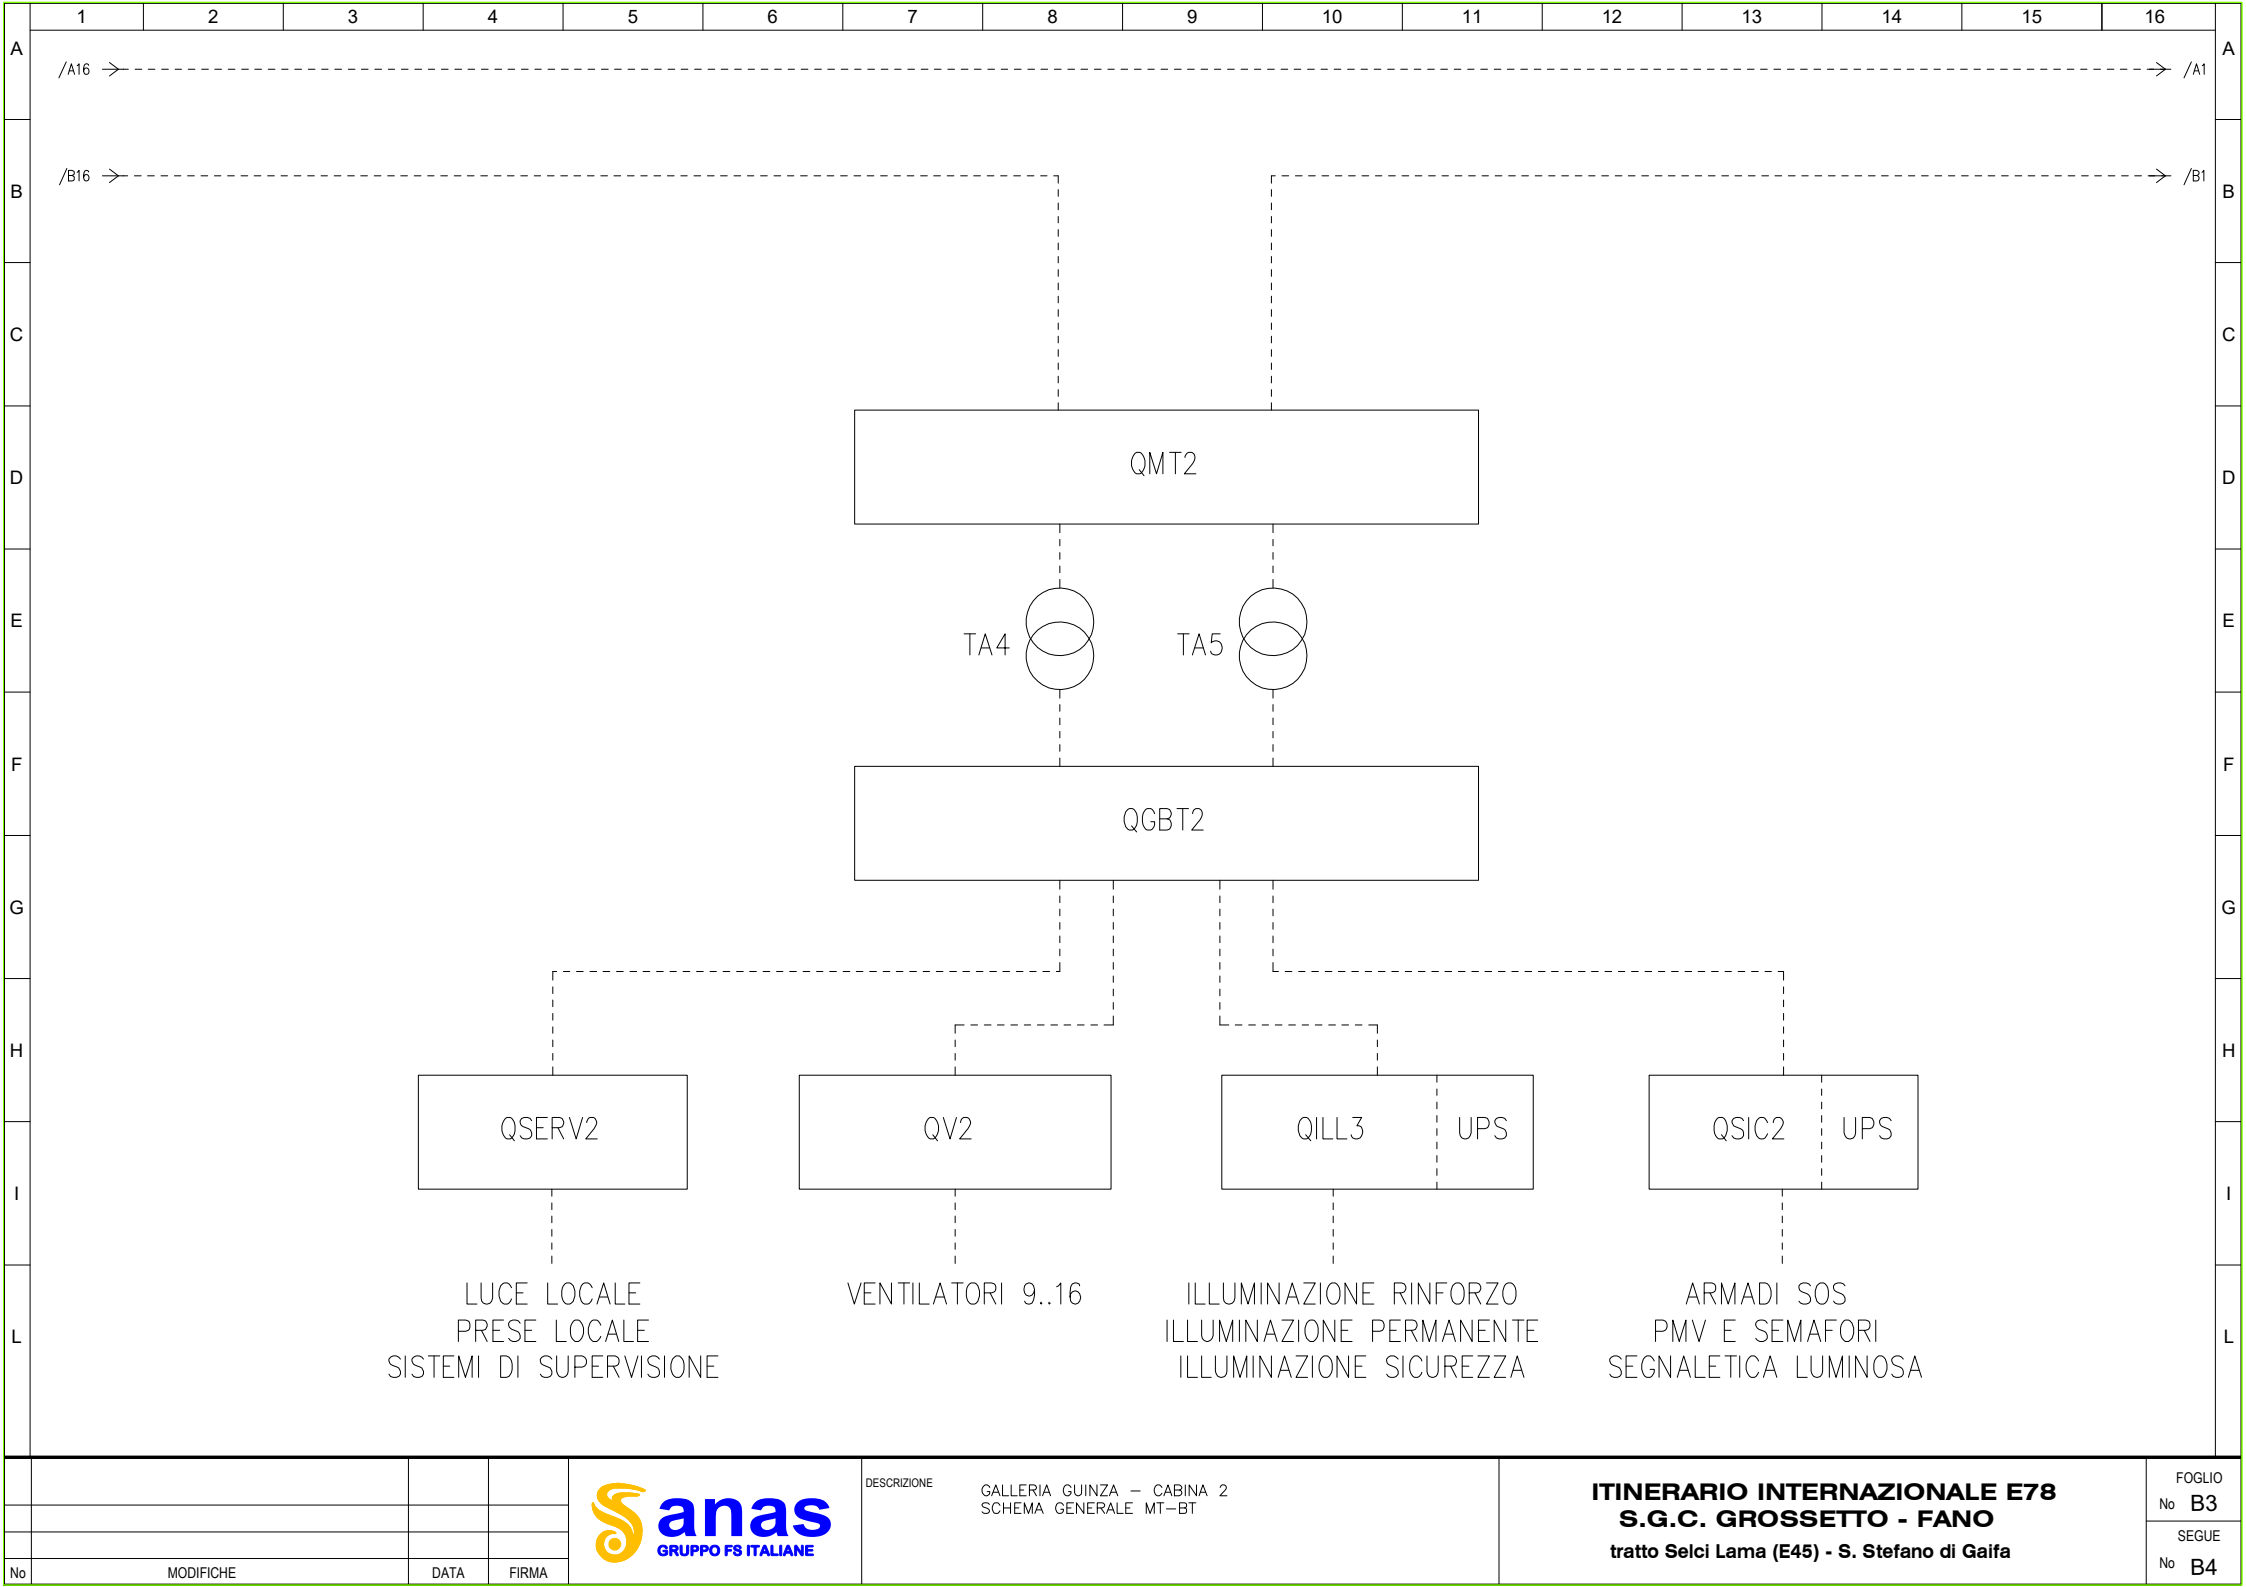 1 2 3 4 5 6 7 8 9 10 11 12 13 14 15 16
A A
/A16 /A1
/B16 /B1
B B
C C
QMT2
D D
E E
TA4 TA5
F F
QGBT2
G G
H H
QSERV2 QV2 QILL3 UPS QSIC2 UPS
I I
LUCE LOCALE
PRESE LOCALE
SISTEMI DI SUPERVISIONE
VENTILATORI 9..16
ILLUMINAZIONE RINFORZO
ILLUMINAZIONE PERMANENTE
ILLUMINAZIONE SICUREZZA
ARMADI SOS
PMV E SEMAFORI
SEGNALETICA LUMINOSA
L L
No MODIFICHE DATA FIRMA
anas
GRUPPO FS ITALIANE
DESCRIZIONE
GALLERIA GUINZA – CABINA 2
SCHEMA GENERALE MT–BT
ITINERARIO INTERNAZIONALE E78
S.G.C. GROSSETTO - FANO
tratto Selci Lama (E45) - S. Stefano di Gaifa
FOGLIO
No B3
SEGUE
No B4